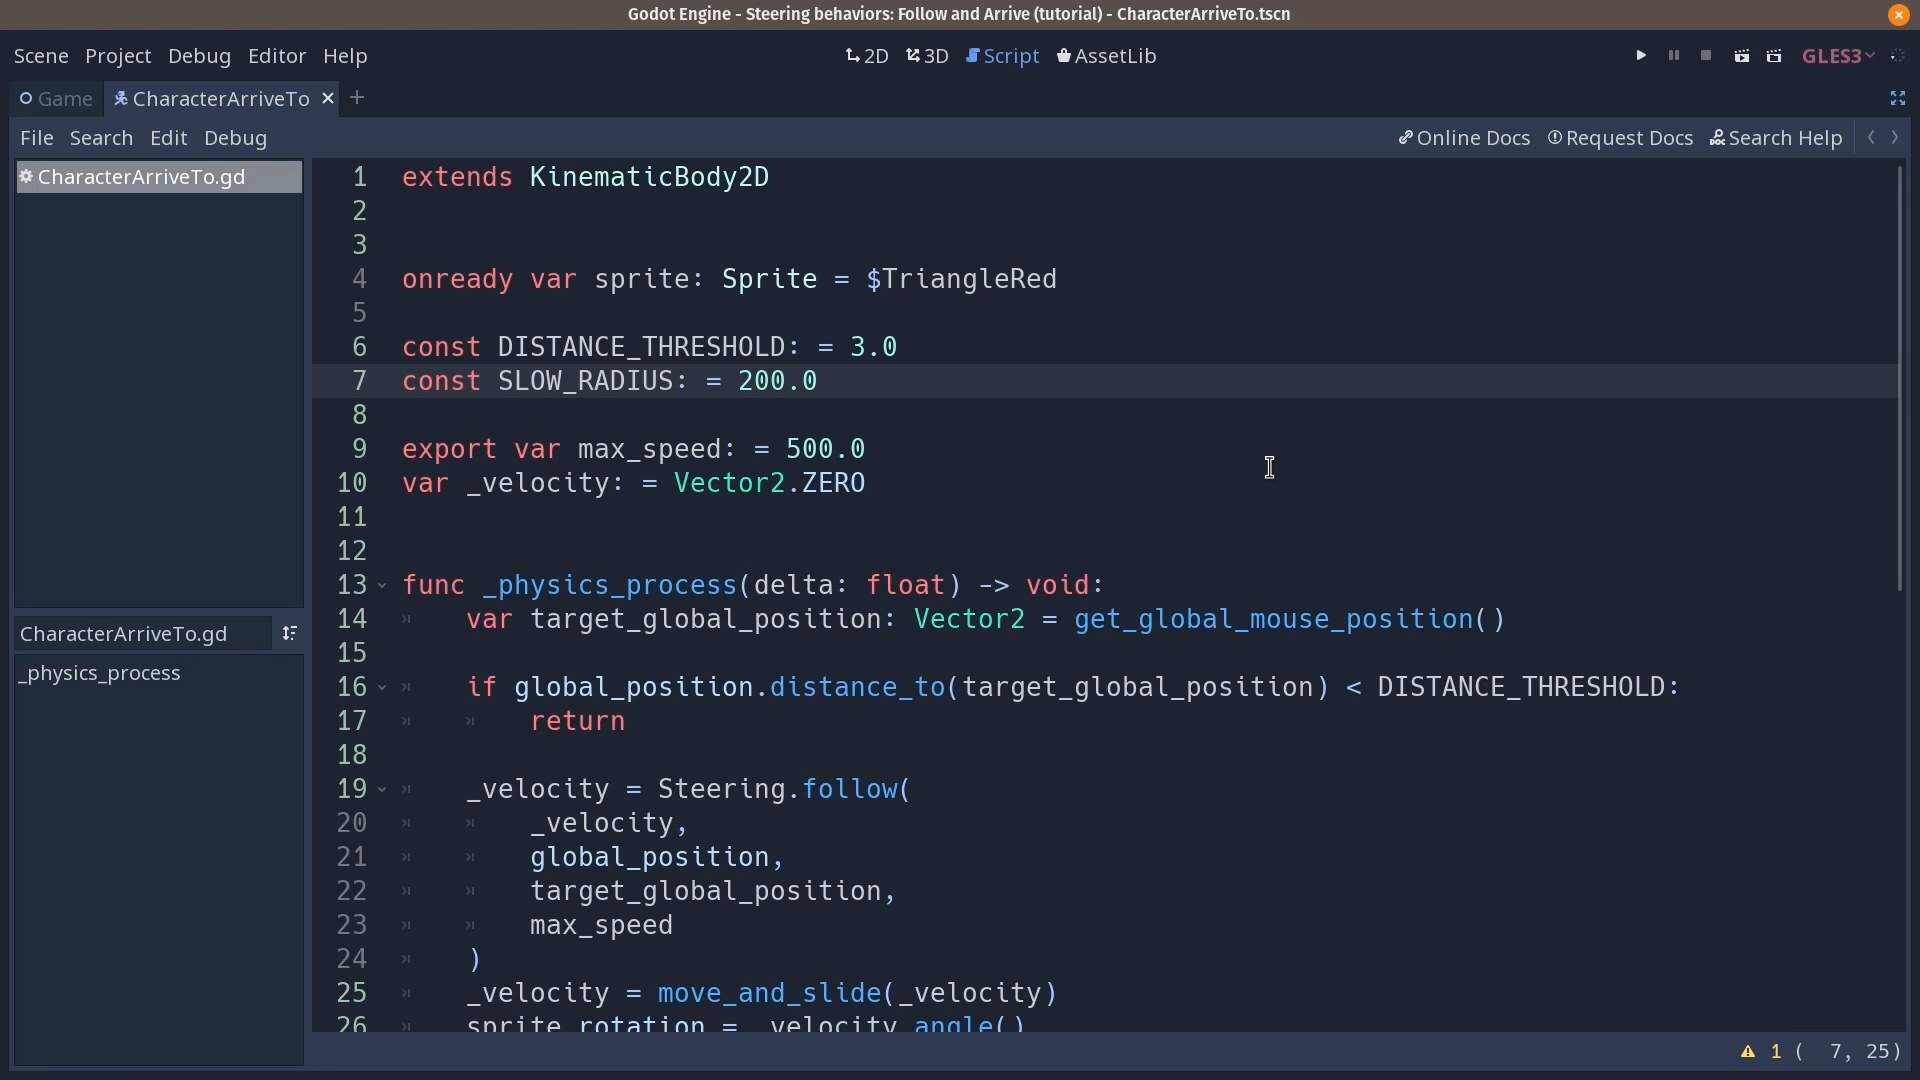 Godot Engine - Steering behaviors: Follow and Arrive (tutorial) - CharacterArriveTo.tscn
Scene Project Debug Editor Help
2D 3D Script AssetLib
GLES3
Game CharacterArriveTo
File Search Edit Debug
Online Docs Request Docs Search Help
CharacterArriveTo.gd
CharacterArriveTo.gd
_physics_process
1 extends KinematicBody2D
2
3
4 onready var sprite: Sprite = $TriangleRed
5
6 const DISTANCE_THRESHOLD: = 3.0
7 const SLOW_RADIUS: = 200.0
8
9 export var max_speed: = 500.0
10 var _velocity: = Vector2.ZERO
11
12
13 func _physics_process(delta: float) -> void:
14 var target_global_position: Vector2 = get_global_mouse_position()
15
16 if global_position.distance_to(target_global_position) < DISTANCE_THRESHOLD:
17 return
18
19 _velocity = Steering.follow(
20 _velocity,
21 global_position,
22 target_global_position,
23 max_speed
24 )
25 _velocity = move_and_slide(_velocity)
26 sprite.rotation = _velocity.angle()
1 ( 7, 25)